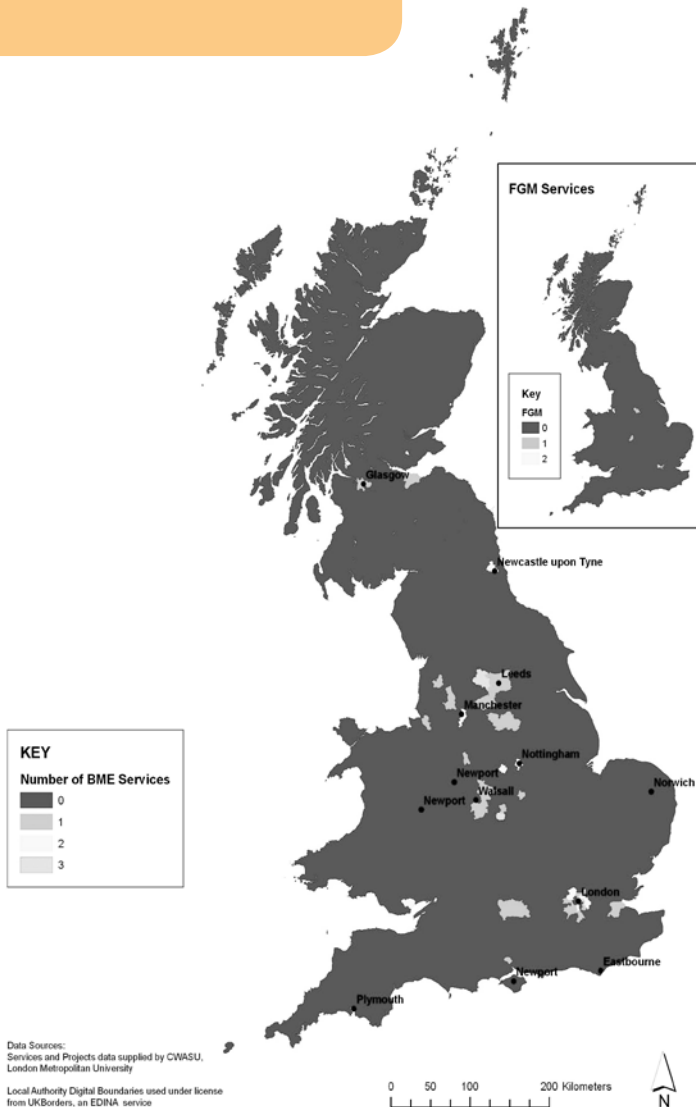 FGM Services
Key
FGM
0
1
2
Glasgow
Newcastle upon Tyne
Leeds
Manchester
Nottingham
Newport
Norwich
Walsall
Newport
London
Eastbourne
Newport
Plymouth
KEY
Number of BME Services
0
1
2
3
Data Sources:
Services and Projects data supplied by CWASU,
London Metropolitan University
Local Authority Digital Boundaries used under license
from UKBorders, an EDINA service
0 50 100 200 Kilometers
N